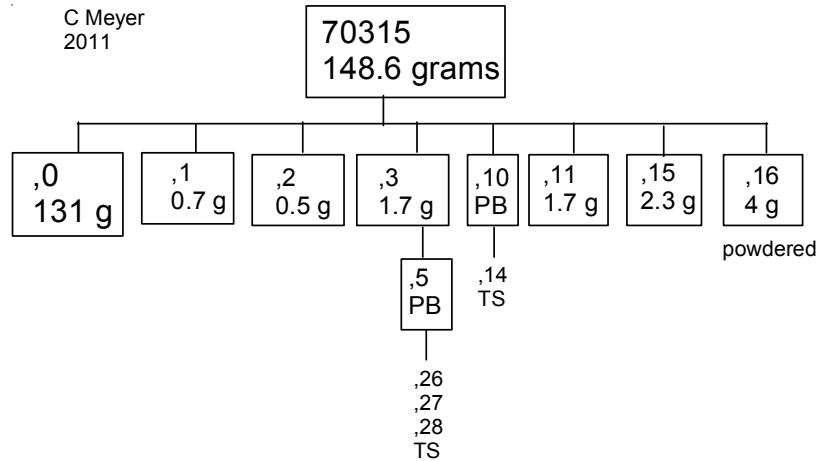 C Meyer
2011
70315
148.6 grams
,0
131 g
,1
0.7 g
,2
0.5 g
,3
1.7 g
,10
PB
,11
1.7 g
,15
2.3 g
,16
4 g
powdered
,5
PB
,14
TS
,26
,27
,28
TS